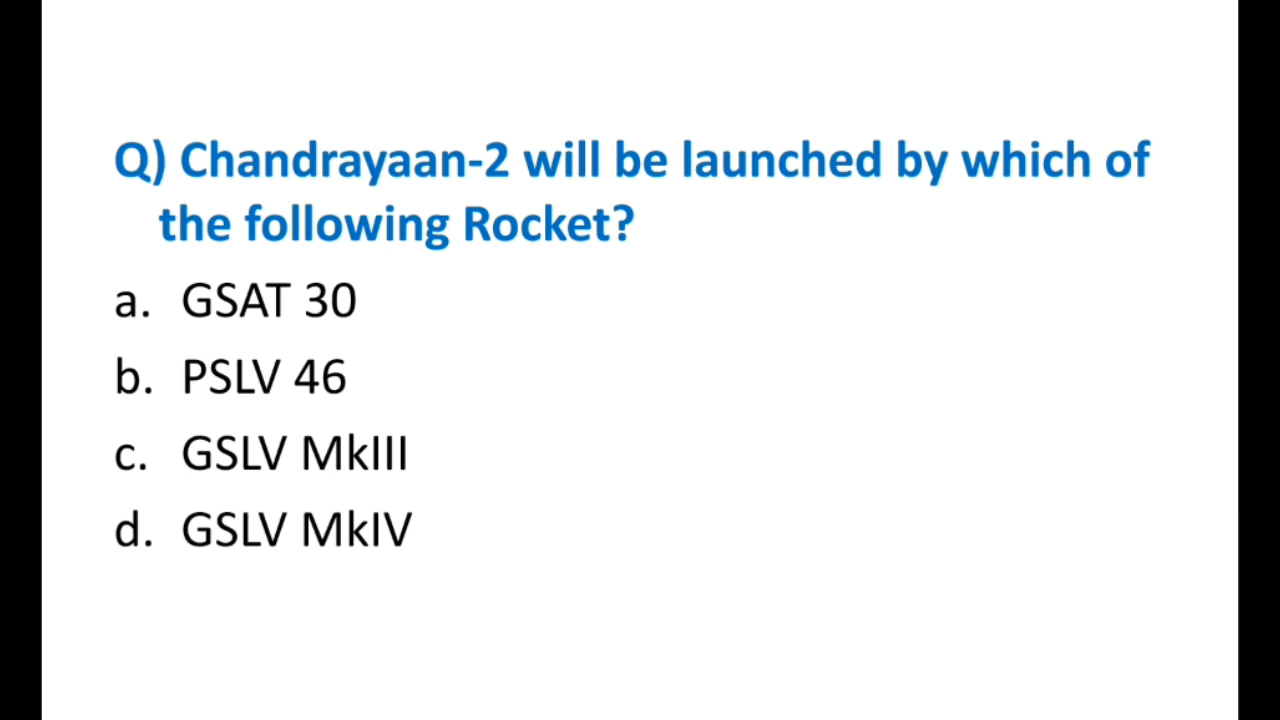 Q) Chandrayaan-2 will be launched by which of
the following Rocket?
a. GSAT 30
b. PSLV 46
c. GSLV MkIII
d. GSLV MkIV